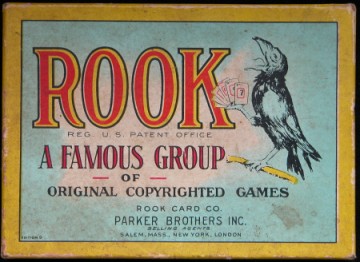 ROOK
REG. U.S. PATENT OFFICE
7
A FAMOUS GROUP
OF
ORIGINAL COPYRIGHTED GAMES
ROOK CARD CO.
PARKER BROTHERS INC.
SELLING AGENTS
SALEM, MASS., NEW YORK, LONDON